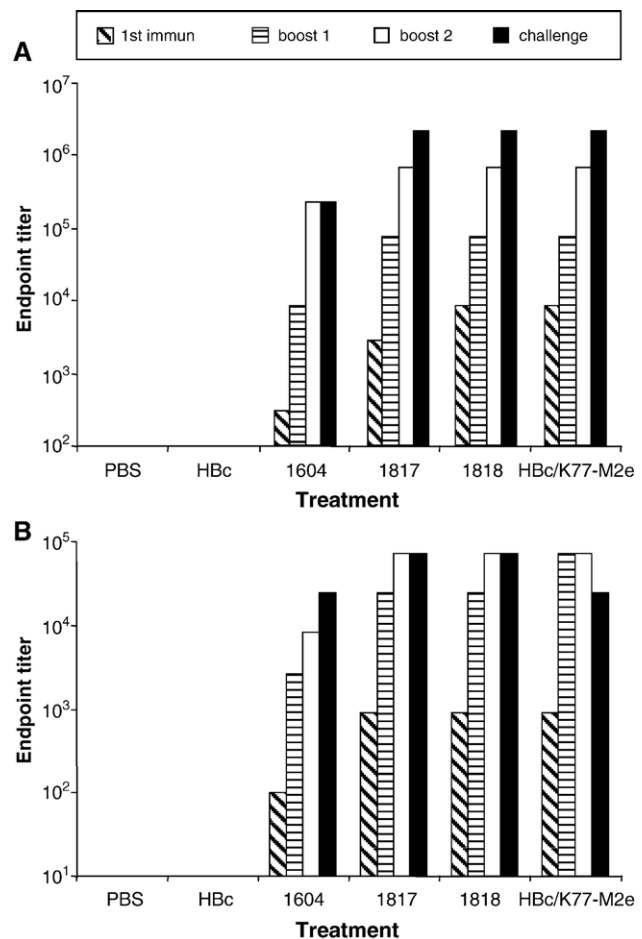 1st immun boost 1 boost 2 challenge
A
10^7
10^6
10^5
10^4
10^3
10^2
Endpoint titer
PBS HBc 1604 1817 1818 HBc/K77-M2e
Treatment
B
10^5
10^4
10^3
10^2
10^1
Endpoint titer
PBS HBc 1604 1817 1818 HBc/K77-M2e
Treatment